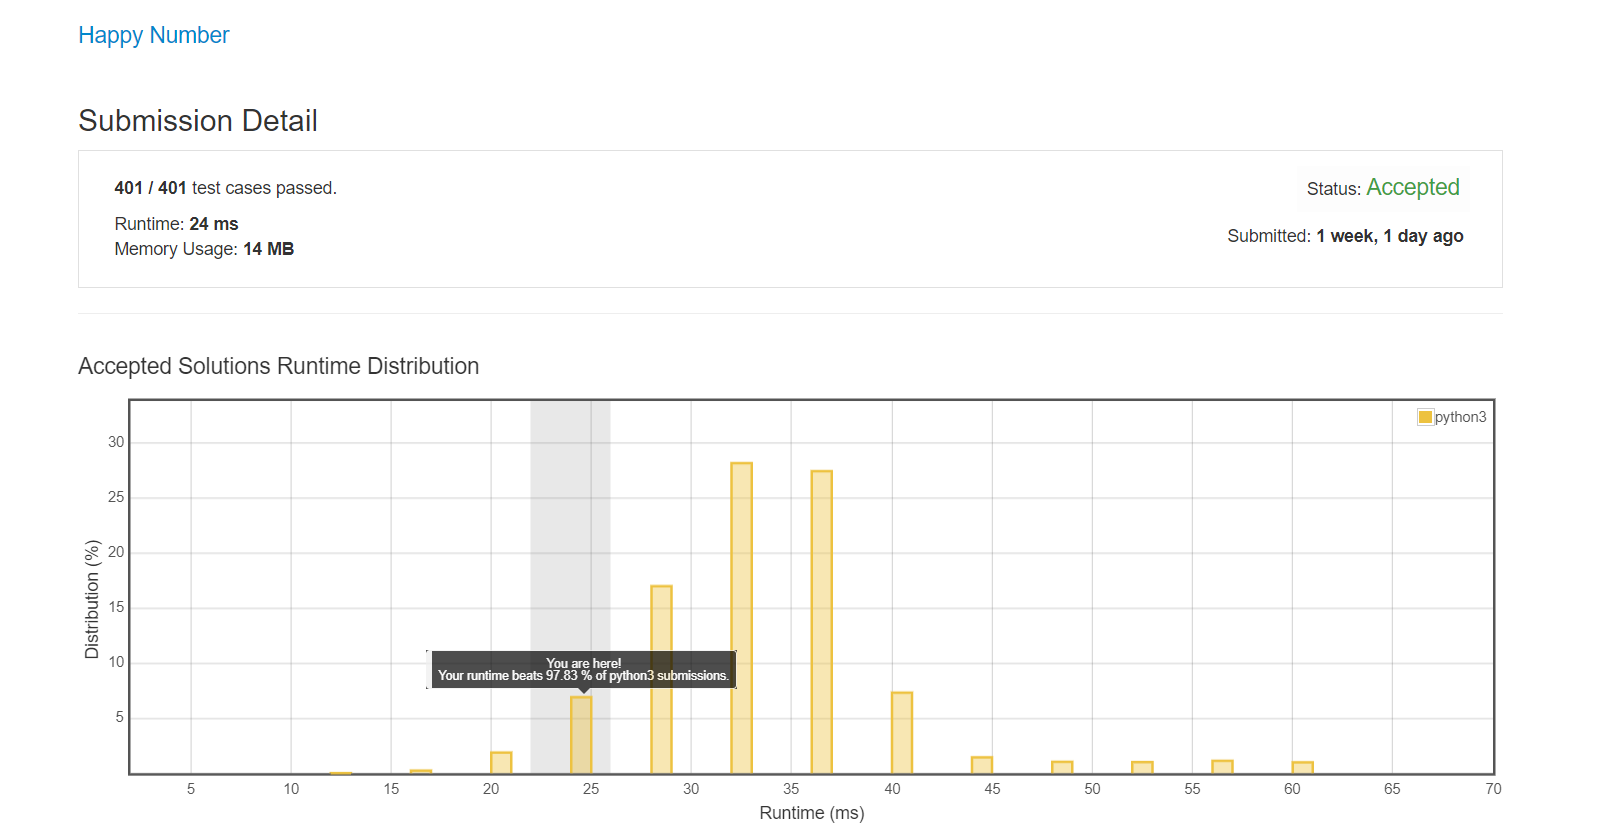 Happy Number
Submission Detail
401 / 401 test cases passed.
Status: Accepted
Runtime: 24 ms
Submitted: 1 week, 1 day ago
Memory Usage: 14 MB
Accepted Solutions Runtime Distribution
python3
30
25
20
15
10
5
Distribution (%)
You are here!
Your runtime beats 97.83 % of python3 submissions.
5 10 15 20 25 30 35 40 45 50 55 60 65 70
Runtime (ms)